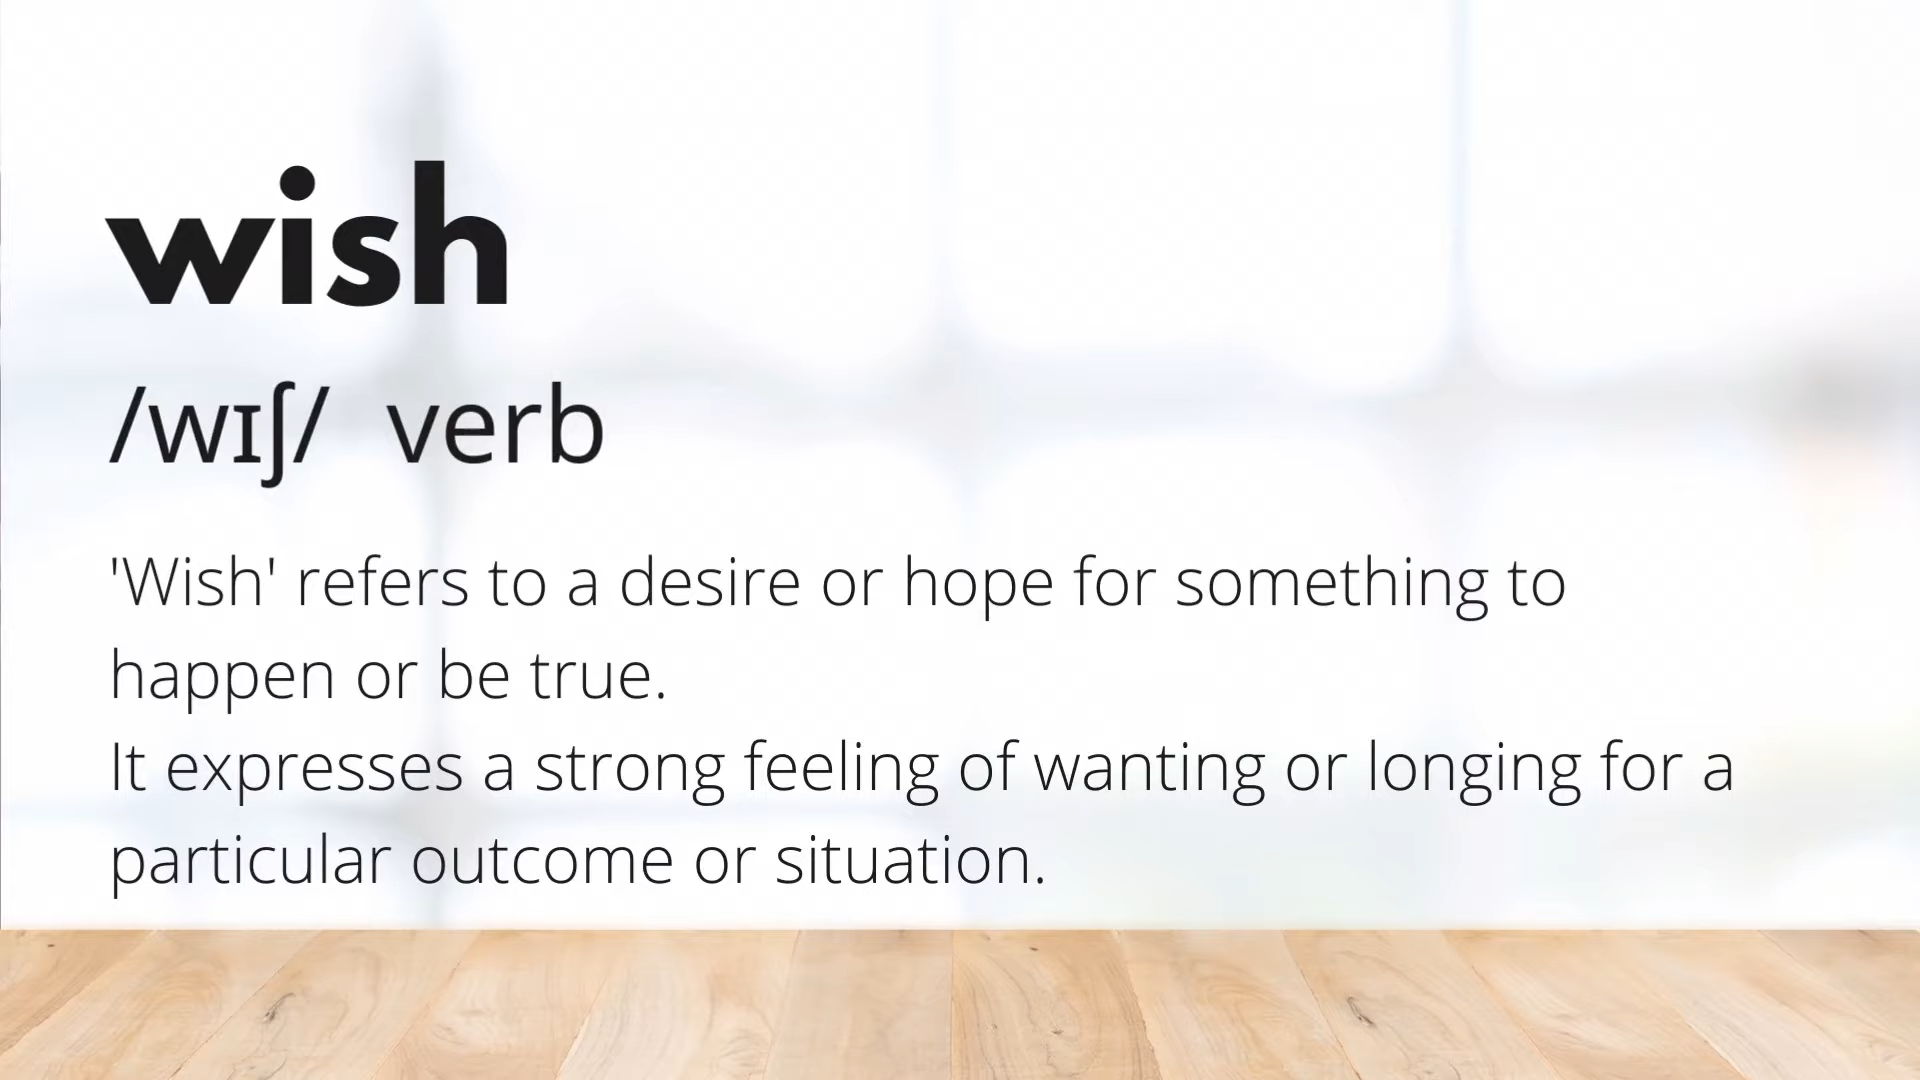 wish
/wɪʃ/ verb
'Wish' refers to a desire or hope for something to
happen or be true.
It expresses a strong feeling of wanting or longing for a
particular outcome or situation.